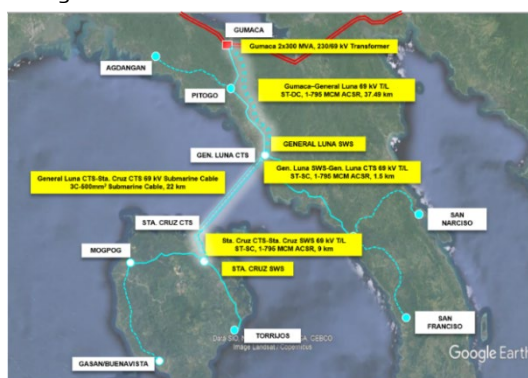 GUMACA
Gumaca 2x300 MVA, 230/69 kV Transformer
AGDANGAN
PITOGO
Gumaca-General Luna 69 kV T/L
ST-DC, 1-795 MCM ACSR, 37.49 km
GENERAL LUNA SWS
GEN. LUNA CTS
Gen. Luna SWS-Gen. Luna CTS 69 kV T/L
ST-SC, 1-795 MCM ACSR, 1.5 km
General Luna CTS-Sta. Cruz CTS 69 kV Submarine Cable
3C-500mm² Submarine Cable, 22 km
STA. CRUZ CTS
SAN
NARCISO
MOGPOG
Sta. Cruz CTS-Sta. Cruz SWS 69 kV T/L
ST-SC, 1-795 MCM ACSR, 9 km
STA. CRUZ SWS
SAN
FRANCISO
TORRIJOS
Image Landsat / Copernicus
Google Earth
GASAN/BUENAVISTA